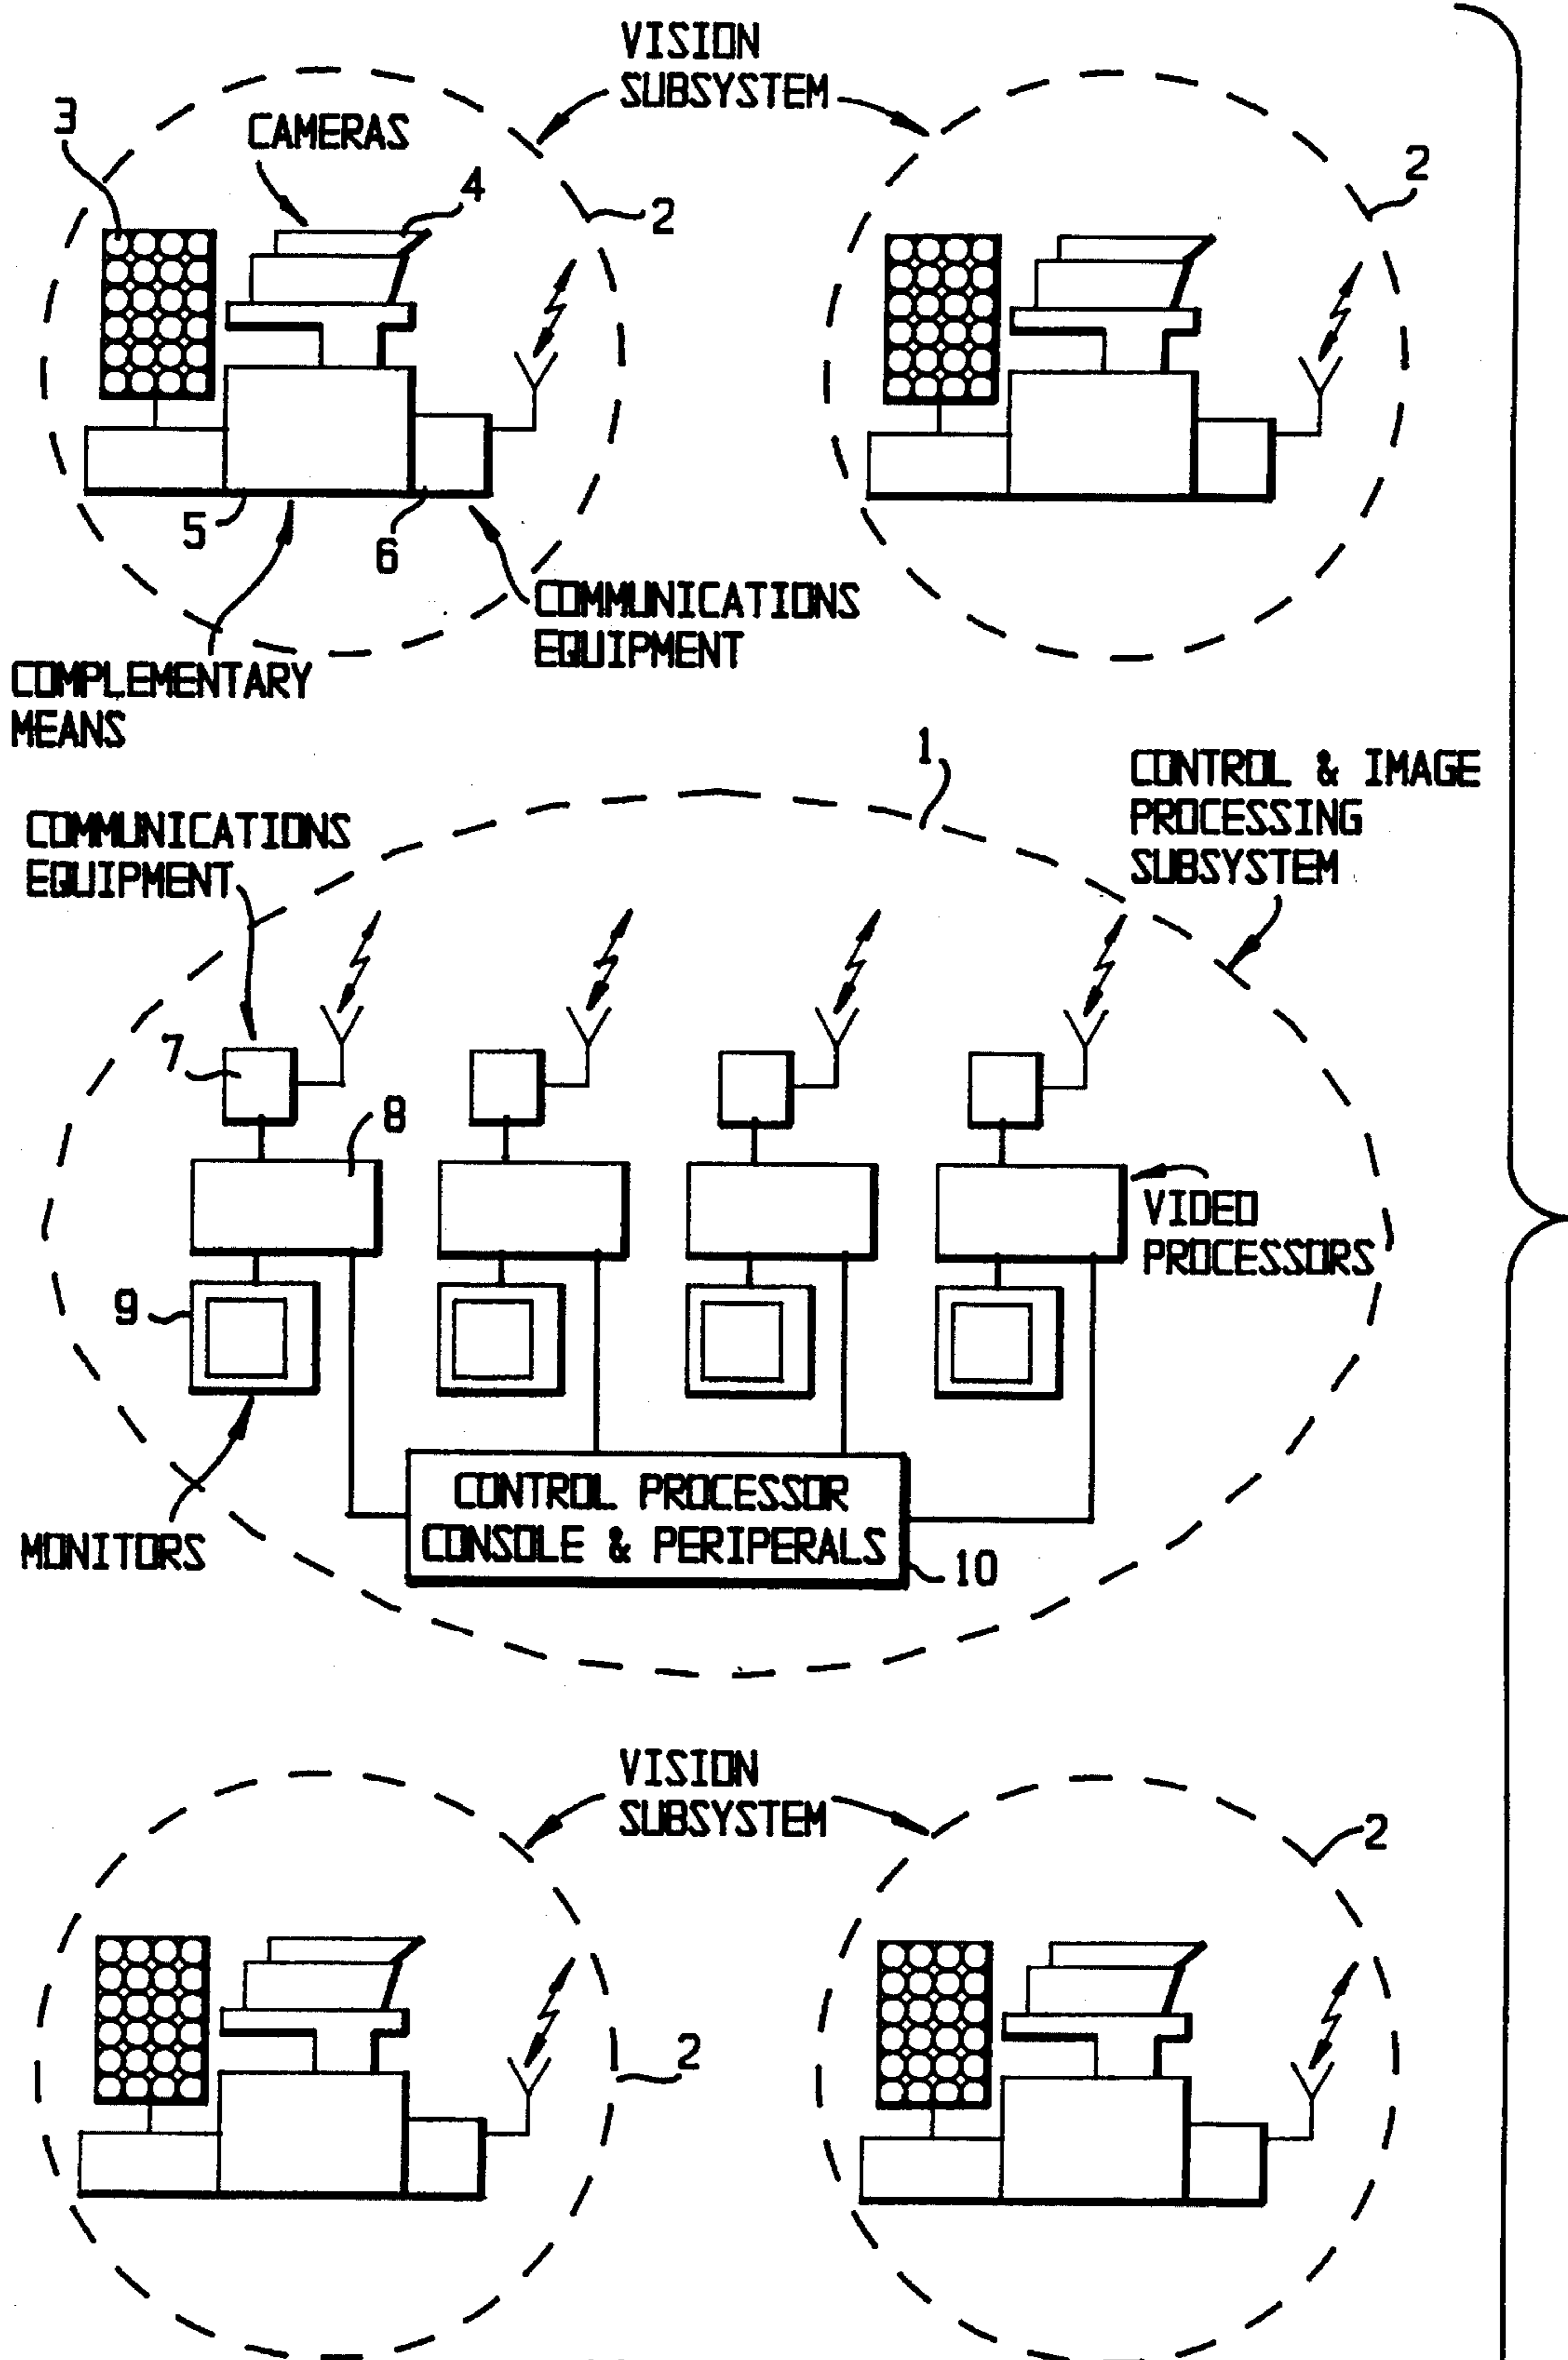 VISION
SUBSYSTEM
3
CAMERAS
4
2
2
5
6
COMMUNICATIONS
EQUIPMENT
COMPLEMENTARY
MEANS
1
CONTROL & IMAGE
PROCESSING
SUBSYSTEM
COMMUNICATIONS
EQUIPMENT
7
8
VIDEO
PROCESSORS
9
CONTROL PROCESSOR
CONSOLE & PERIPERALS
10
MONITORS
VISION
SUBSYSTEM
2
2